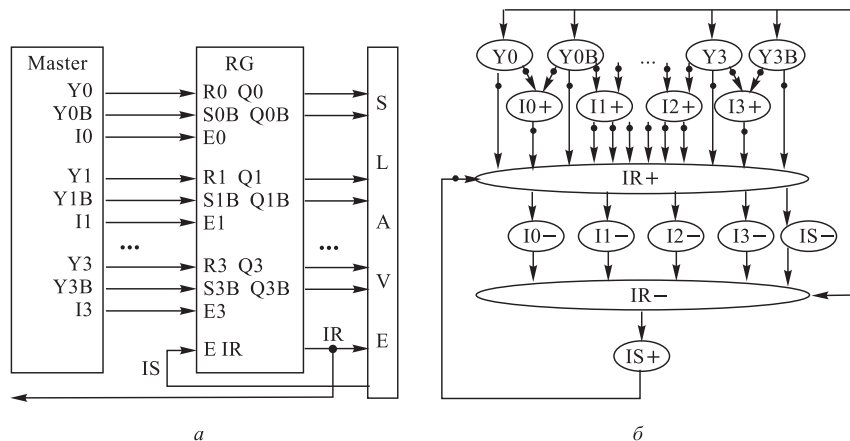 Master
RG
Y0
R0 Q0
Y0B
S0B Q0B
I0
E0
Y1
R1 Q1
Y1B
S1B Q1B
I1
E1
...
...
Y3
R3 Q3
Y3B
S3B Q3B
I3
E3
E IR
IR
IS
S
L
A
V
E
а
Y0
Y0B
...
Y3
Y3B
I0+
I1+
I2+
I3+
IR+
I0−
I1−
I2−
I3−
IS−
IR−
IS+
б